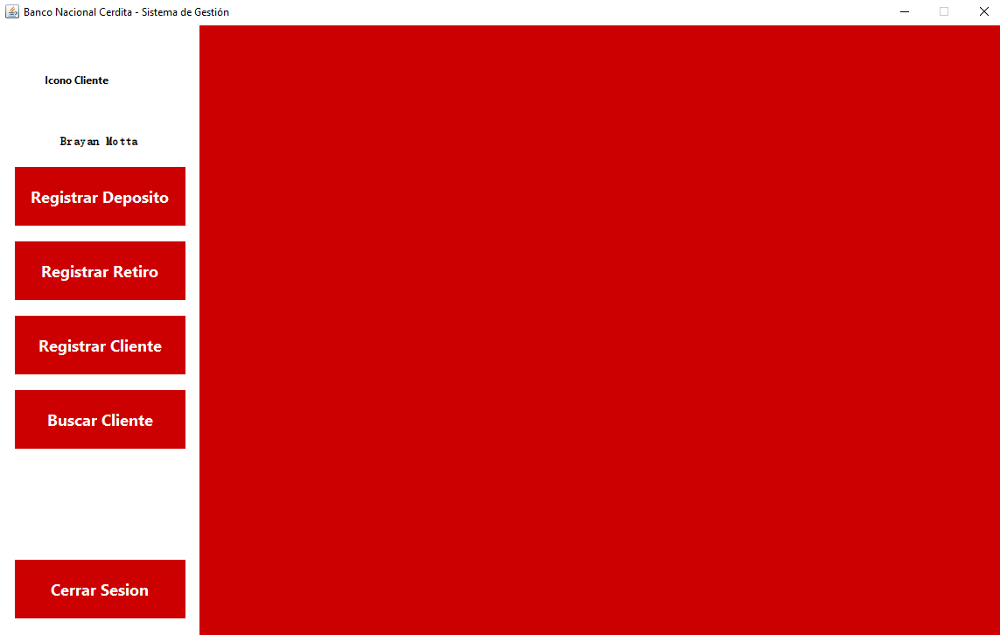 Banco Nacional Cerdita - Sistema de Gestión
Icono Cliente
Brayan Motta
Registrar Deposito
Registrar Retiro
Registrar Cliente
Buscar Cliente
Cerrar Sesion